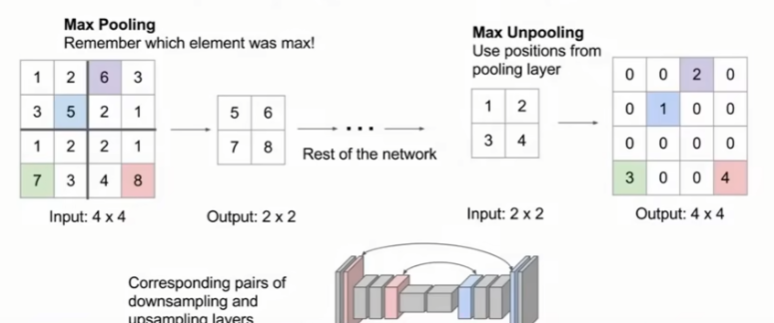 Max Pooling
Remember which element was max!
1 2 6 3
3 5 2 1
1 2 2 1
7 3 4 8
Input: 4 x 4
5 6
7 8
Output: 2 x 2
...
Rest of the network
Max Unpooling
Use positions from
pooling layer
1 2
3 4
Input: 2 x 2
0 0 2 0
0 1 0 0
0 0 0 0
3 0 0 4
Output: 4 x 4
Corresponding pairs of
downsampling and
upsampling layers